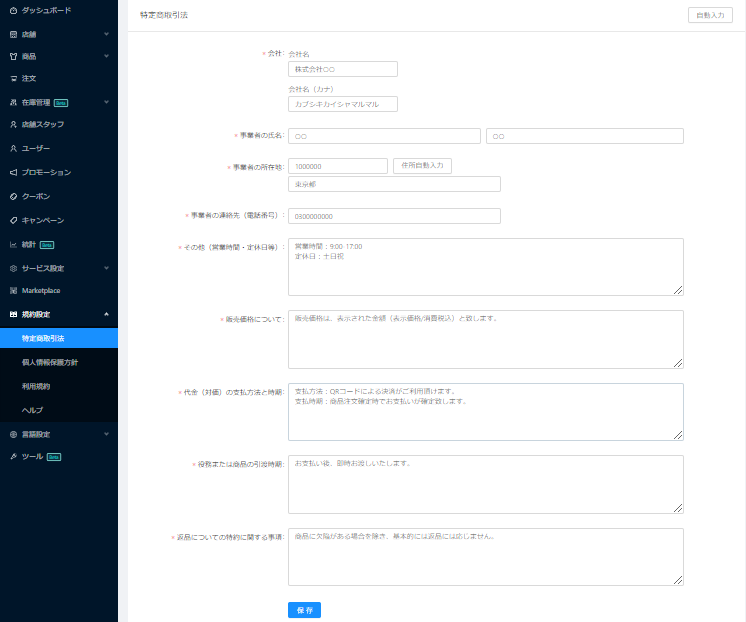 ダッシュボード
店舗
商品
注文
在庫管理 Beta
店舗スタッフ
ユーザー
プロモーション
クーポン
キャンペーン
統計 Beta
サービス設定
Marketplace
規約設定
特定商取引法
個人情報保護方針
利用規約
ヘルプ
言語設定
ツール Beta
特定商取引法
自動入力
* 会社: 会社名
株式会社○○
会社名（カナ）
カブシキカイシャマルマル
* 事業者の氏名: ○○ ○○
* 事業者の所在地: 1000000 住所自動入力
東京都
* 事業者の連絡先（電話番号）: 0300000000
* その他（営業時間・定休日等）: 営業時間：9:00 17:00
定休日：土日祝
* 販売価格について: 販売価格は、表示された金額（表示価格/消費税込）と致します。
* 代金（対価）の支払方法と時期: 支払方法：QRコードによる決済がご利用頂けます。
支払時期：商品注文確定時でお支払いが確定致します。
* 役務または商品の引渡時期: お支払い後、即時お渡しいたします。
* 返品についての特約に関する事項: 商品に欠陥がある場合を除き、基本的には返品には応じません。
保存